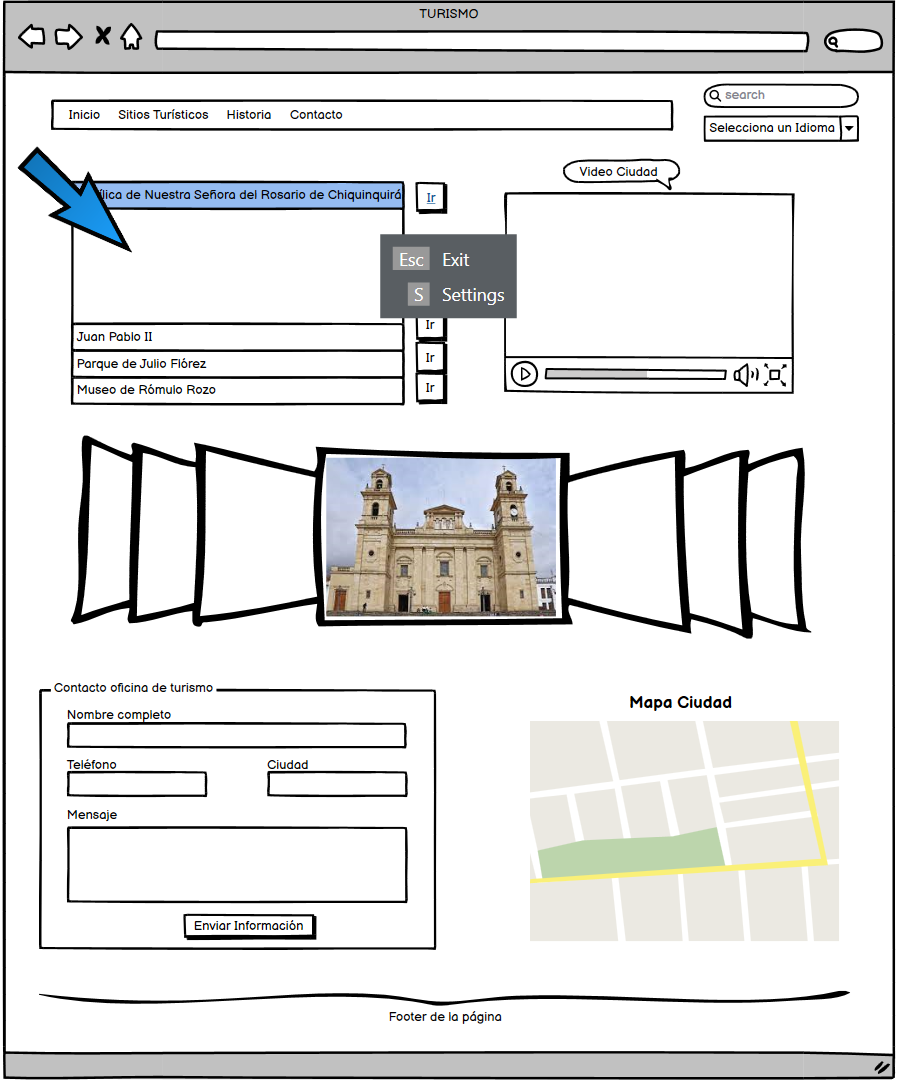 TURISMO
Inicio Sitios Turísticos Historia Contacto
search
Selecciona un Idioma
Video Ciudad
de Nuestra Señora del Rosario de Chiquinquirá
Ir
Esc Exit
S Settings
Juan Pablo II
Ir
Parque de Julio Flórez
Ir
Museo de Rómulo Rozo
Ir
Contacto oficina de turismo
Nombre completo
Teléfono
Ciudad
Mensaje
Enviar Información
Mapa Ciudad
Footer de la página